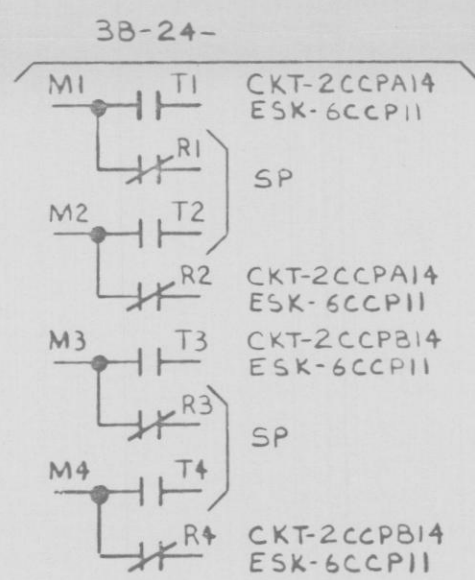 3B-24-
M1 T1 CKT-2CCPA14
ESK-6CCP11
R1
SP
M2 T2
R2 CKT-2CCPA14
ESK-6CCP11
M3 T3 CKT-2CCPB14
ESK-6CCP11
R3
SP
M4 T4
R4 CKT-2CCPB14
ESK-6CCP11